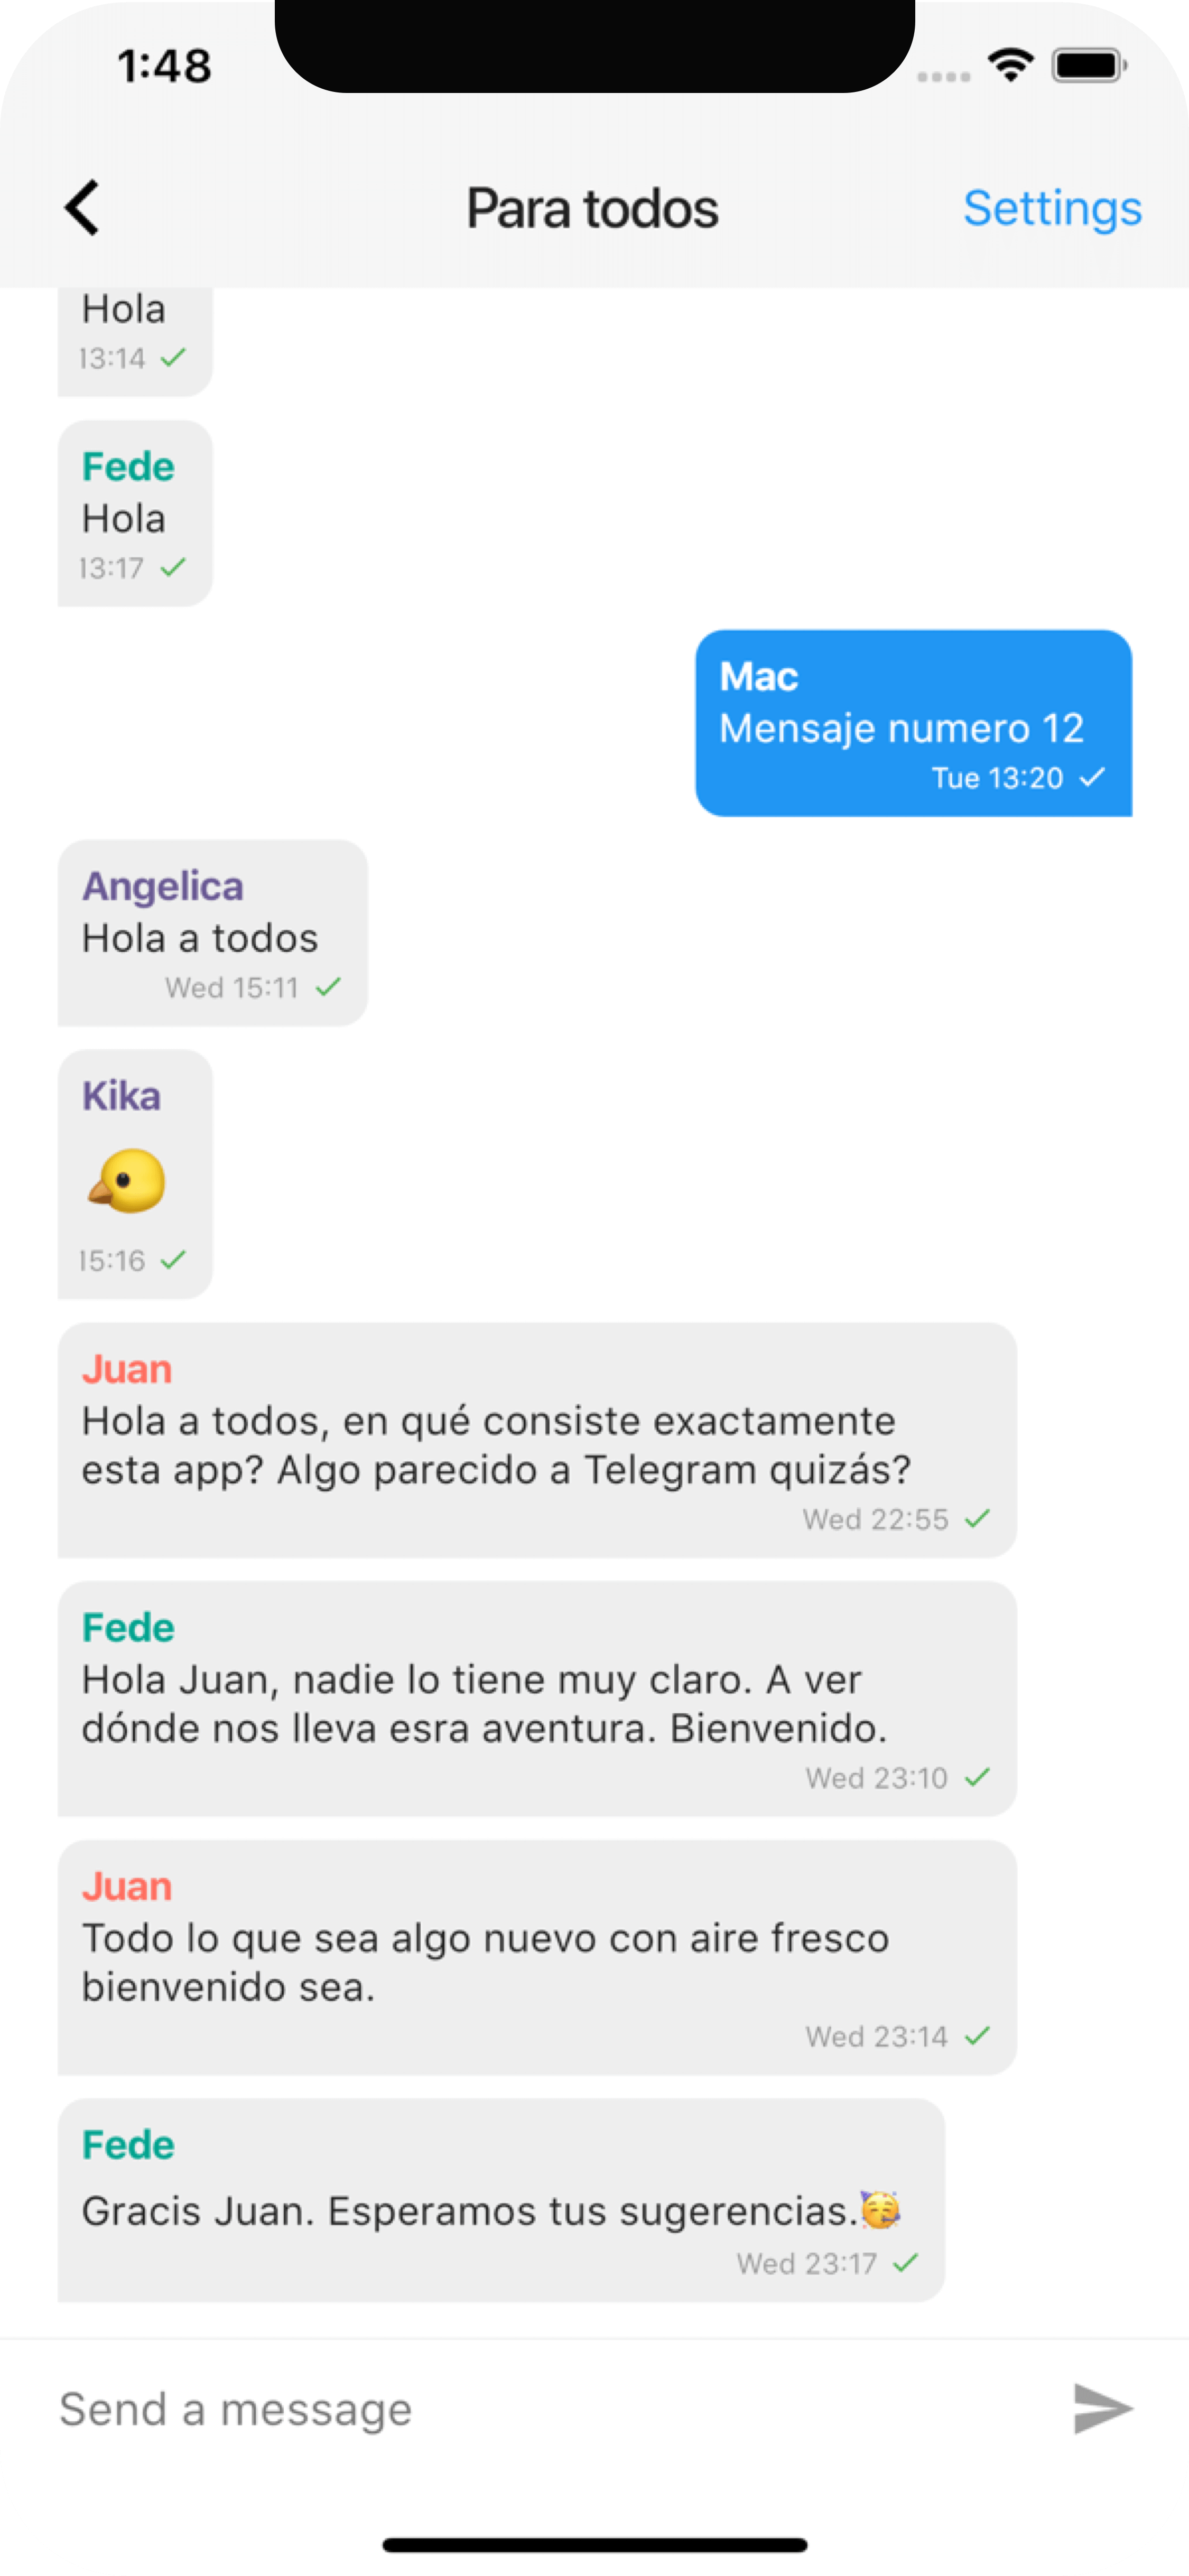 1:48
Para todos
Settings
Hola
13:14
Fede
Hola
13:17
Mac
Mensaje numero 12
Tue 13:20
Angelica
Hola a todos
Wed 15:11
Kika
15:16
Juan
Hola a todos, en qué consiste exactamente
esta app? Algo parecido a Telegram quizás?
Wed 22:55
Fede
Hola Juan, nadie lo tiene muy claro. A ver
dónde nos lleva esra aventura. Bienvenido.
Wed 23:10
Juan
Todo lo que sea algo nuevo con aire fresco
bienvenido sea.
Wed 23:14
Fede
Gracis Juan. Esperamos tus sugerencias.🥳
Wed 23:17
Send a message